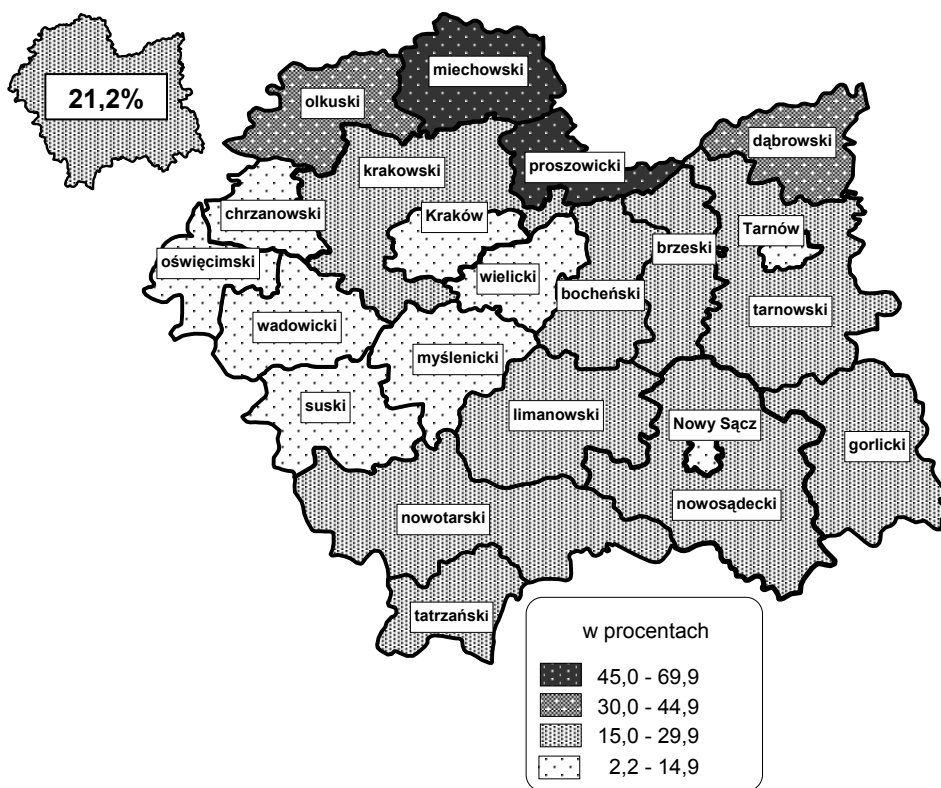 miechowski
21,2%
olkuski
dąbrowski
proszowicki
krakowski
chrzanowski
Kraków
Tarnów
brzeski
oświęcimski
wielicki
bocheński
tarnowski
wadowicki
myślenicki
suski
limanowski
Nowy Sącz
gorlicki
nowosądecki
nowotarski
tatrzański
w procentach
45,0 - 69,9
30,0 - 44,9
15,0 - 29,9
2,2 - 14,9